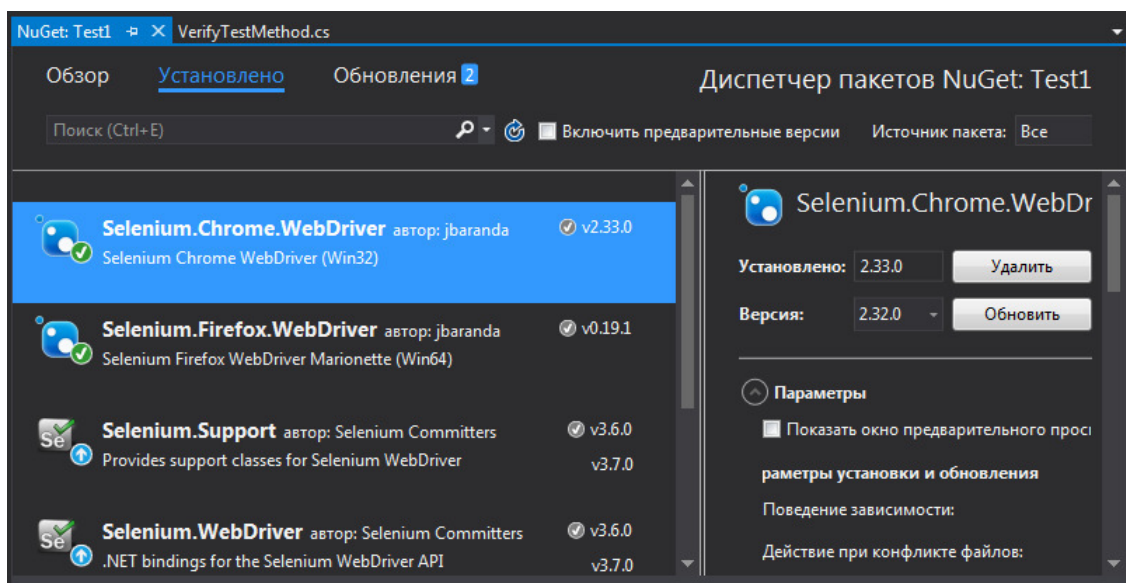 NuGet: Test1 VerifyTestMethod.cs
Обзор Установлено Обновления 2 Диспетчер пакетов NuGet: Test1
Поиск (Ctrl+E) Включить предварительные версии Источник пакета: Все
Selenium.Chrome.WebDriver автор: jbaranda v2.33.0
Selenium Chrome WebDriver (Win32)
Selenium.Firefox.WebDriver автор: jbaranda v0.19.1
Selenium Firefox WebDriver Marionette (Win64)
Se Selenium.Support автор: Selenium Committers v3.6.0
Provides support classes for Selenium WebDriver v3.7.0
Se Selenium.WebDriver автор: Selenium Committers v3.6.0
.NET bindings for the Selenium WebDriver API v3.7.0
Selenium.Chrome.WebDr
Установлено: 2.33.0 Удалить
Версия: 2.32.0 Обновить
Параметры
Показать окно предварительного прос
раметры установки и обновления
Поведение зависимости:
Действие при конфликте файлов: